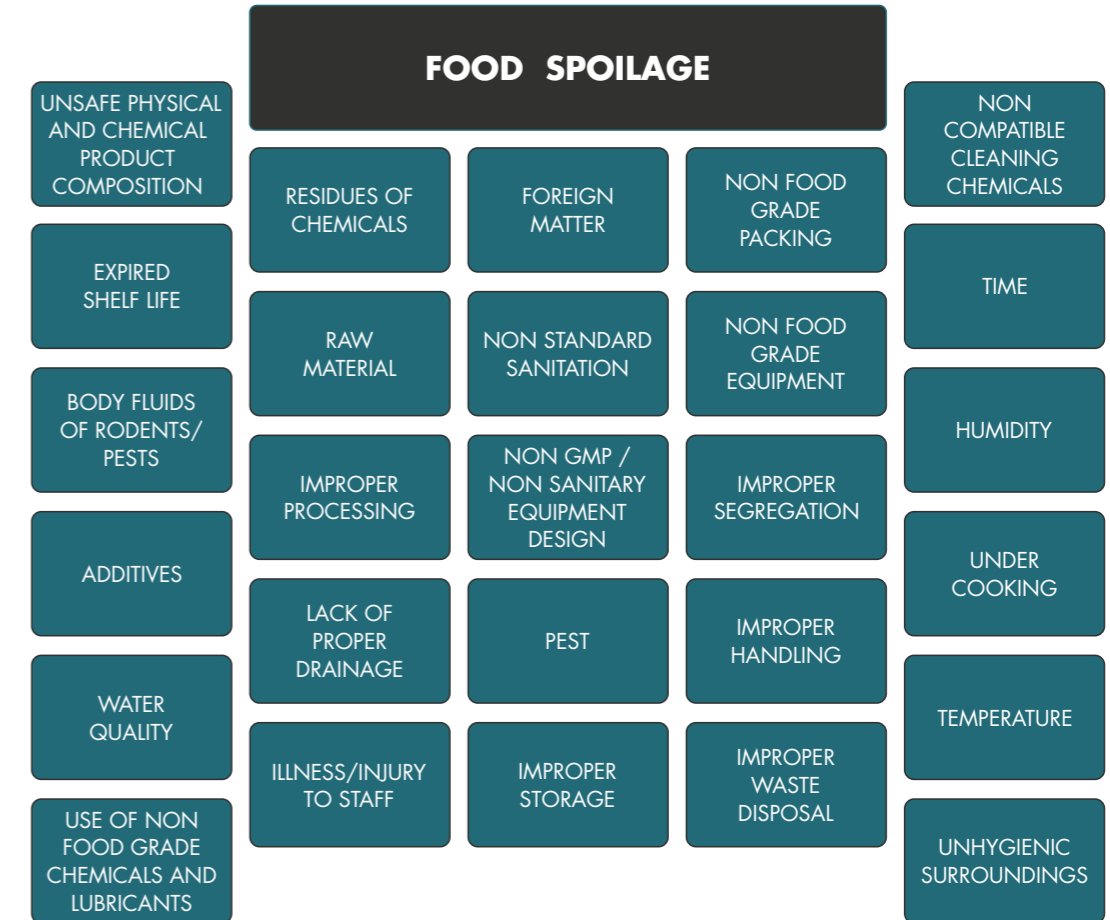 FOOD SPOILAGE
UNSAFE PHYSICAL
AND CHEMICAL
PRODUCT
COMPOSITION
EXPIRED
SHELF LIFE
BODY FLUIDS
OF RODENTS/
PESTS
ADDITIVES
WATER
QUALITY
USE OF NON
FOOD GRADE
CHEMICALS AND
LUBRICANTS
RESIDUES OF
CHEMICALS
RAW
MATERIAL
IMPROPER
PROCESSING
LACK OF
PROPER
DRAINAGE
ILLNESS/INJURY
TO STAFF
FOREIGN
MATTER
NON STANDARD
SANITATION
NON GMP /
NON SANITARY
EQUIPMENT
DESIGN
PEST
IMPROPER
STORAGE
NON FOOD
GRADE
PACKING
NON FOOD
GRADE
EQUIPMENT
IMPROPER
SEGREGATION
IMPROPER
HANDLING
IMPROPER
WASTE
DISPOSAL
NON
COMPATIBLE
CLEANING
CHEMICALS
TIME
HUMIDITY
UNDER
COOKING
TEMPERATURE
UNHYGIENIC
SURROUNDINGS